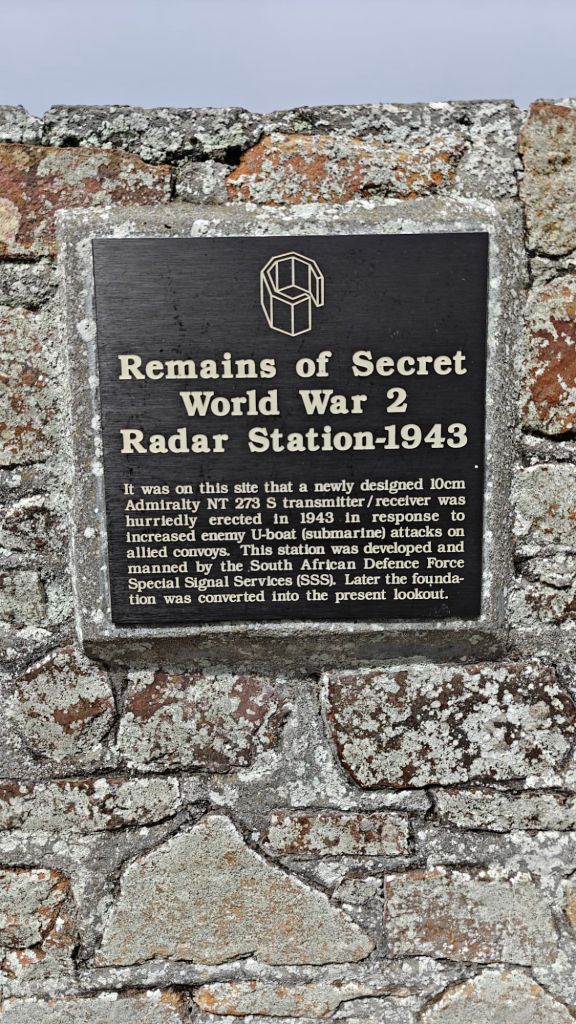 Remains of Secret
World War 2
Radar Station-1943
It was on this site that a newly designed 10cm
Admiralty NT 273 S transmitter/receiver was
hurriedly erected in 1943 in response to
increased enemy U-boat (submarine) attacks on
allied convoys. This station was developed and
manned by the South African Defence Force
Special Signal Services (SSS). Later the founda-
tion was converted into the present lookout.